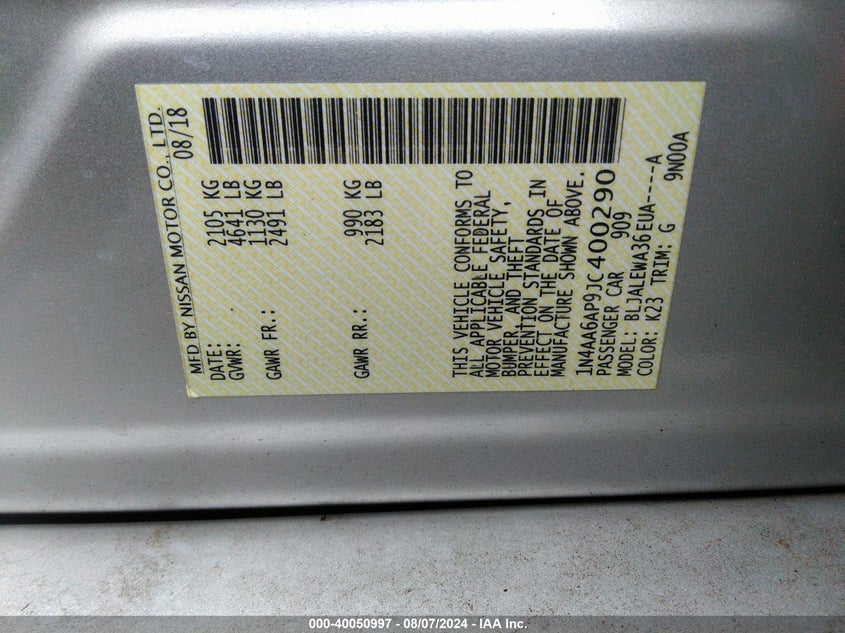 MFD BY NISSAN MOTOR CO., LTD.
DATE: 08/18
GVWR: 2105 KG
4641 LB
GAWR FR.: 1130 KG
2491 LB
GAWR RR.: 990 KG
2183 LB
THIS VEHICLE CONFORMS TO
ALL APPLICABLE FEDERAL
MOTOR VEHICLE SAFETY,
BUMPER, AND THEFT
PREVENTION STANDARDS IN
EFFECT ON THE DATE OF
MANUFACTURE SHOWN ABOVE.
1N4AA6AP9JC400290
PASSENGER CAR 909
MODEL: BLJALEWA36EUA----A
COLOR: K23 TRIM: G 9N00A
000-40050997 - 08/07/2024 - IAA Inc.